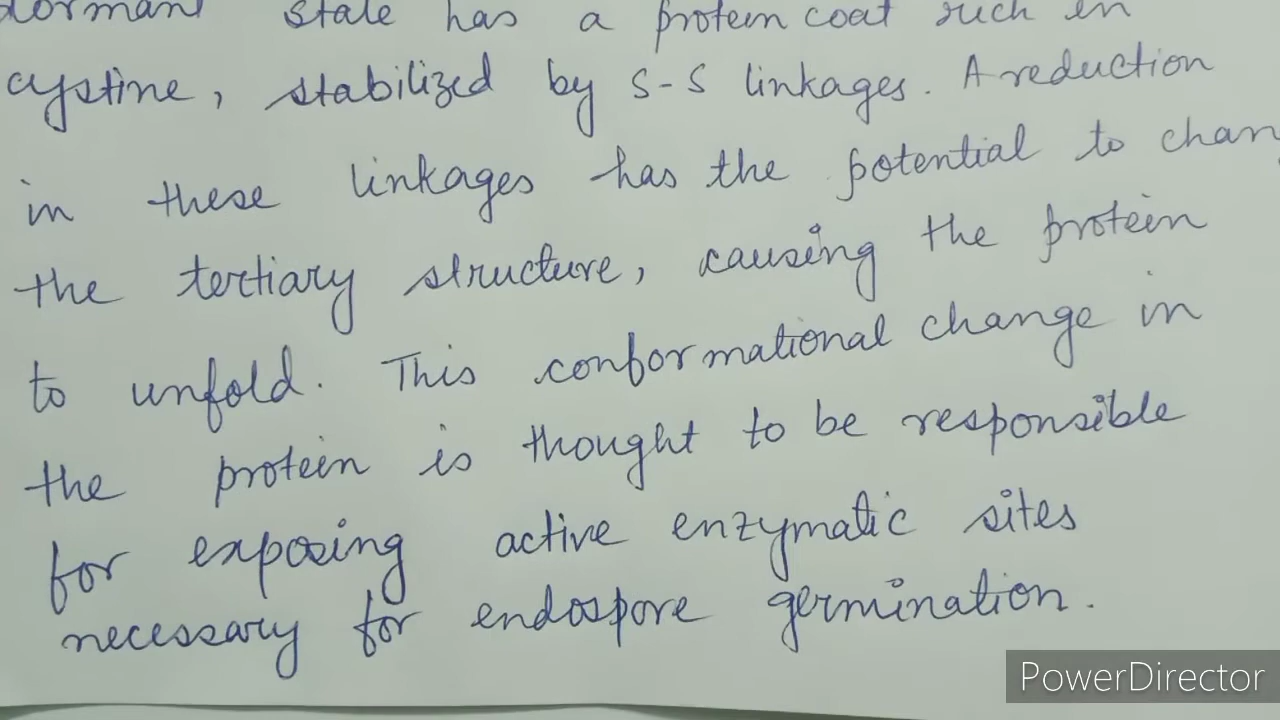 dormant state has a protein coat rich in
cystine, stabilized by S-S linkages. A reduction
in these linkages has the potential to chan
the tertiary structure, causing the protein
to unfold. This conformational change in
the protein is thought to be responsible
for exposing active enzymatic sites
necessary for endospore germination.
PowerDirector